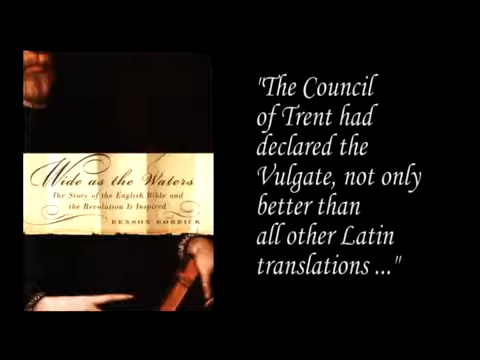 Wide as the Waters
The Story of the English Bible and
the Revolution It Inspired
BENSON BOBRICK
"The Council
of Trent had
declared the
Vulgate, not only
better than
all other Latin
translations ..."